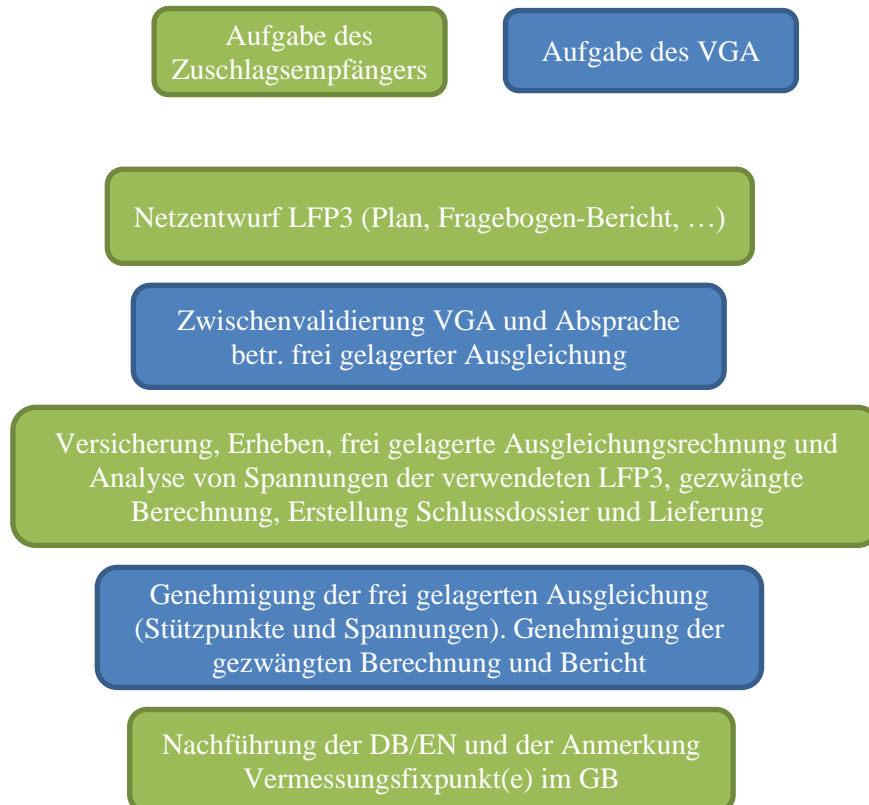 Aufgabe des
Zuschlagsempfängers
Aufgabe des VGA
Netzentwurf LFP3 (Plan, Fragebogen-Bericht, …)
Zwischenvalidierung VGA und Absprache
betr. frei gelagerter Ausgleichung
Versicherung, Erheben, frei gelagerte Ausgleichungsrechnung und
Analyse von Spannungen der verwendeten LFP3, gezwängte
Berechnung, Erstellung Schlussdossier und Lieferung
Genehmigung der frei gelagerten Ausgleichung
(Stützpunkte und Spannungen). Genehmigung der
gezwängten Berechnung und Bericht
Nachführung der DB/EN und der Anmerkung
Vermessungsfixpunkt(e) im GB